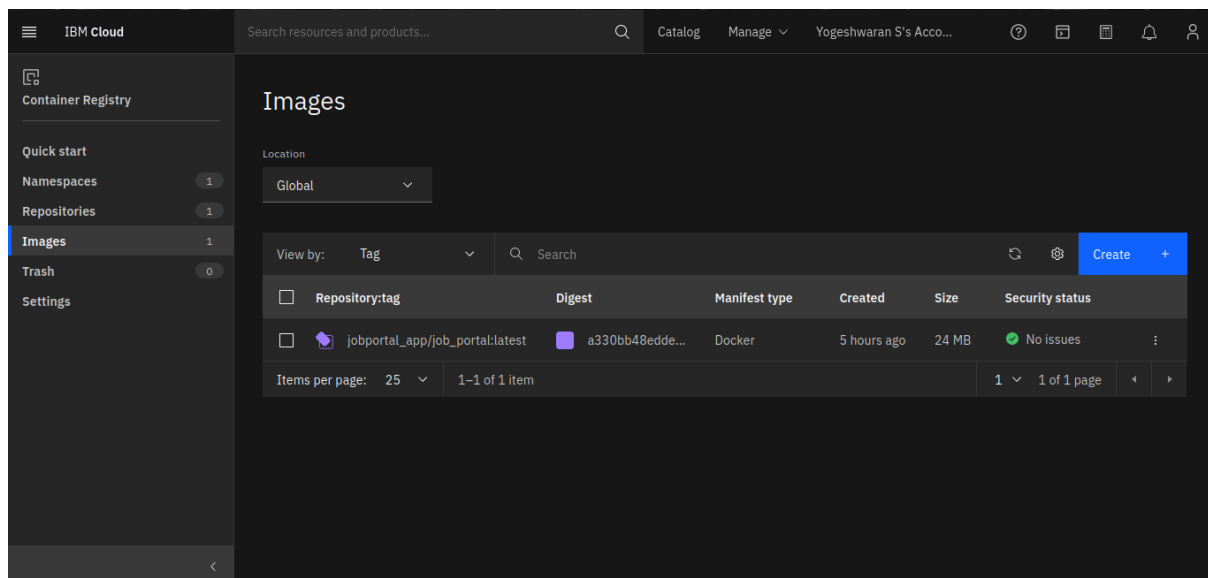 IBM Cloud
Search resources and products...
Catalog
Manage
Yogeshwaran S's Acco...
Container Registry
Quick start
Namespaces 1
Repositories 1
Images 1
Trash 0
Settings
Images
Location
Global
View by: Tag
Search
Create +
Repository:tag Digest Manifest type Created Size Security status
jobportal_app/job_portal:latest a330bb48edde... Docker 5 hours ago 24 MB No issues
Items per page: 25 1–1 of 1 item 1 1 of 1 page